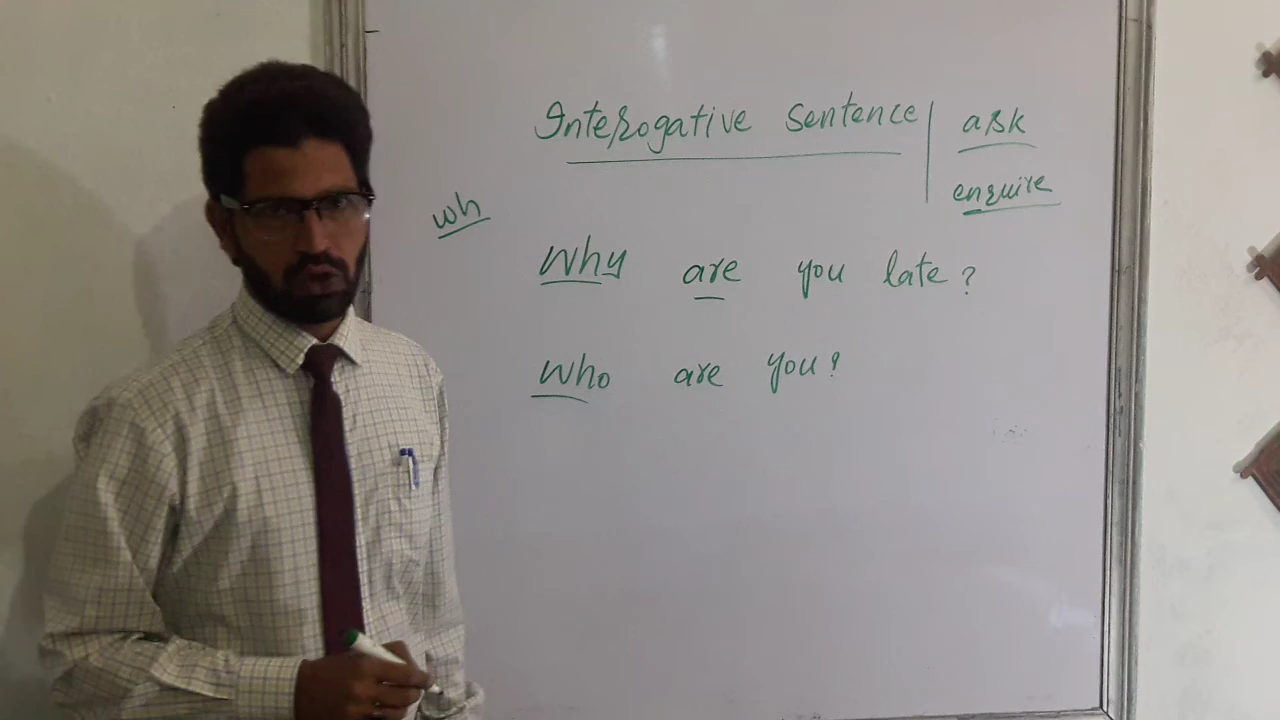 Interogative Sentence
ask
enquire
wh
Why are you late?
Who are you?